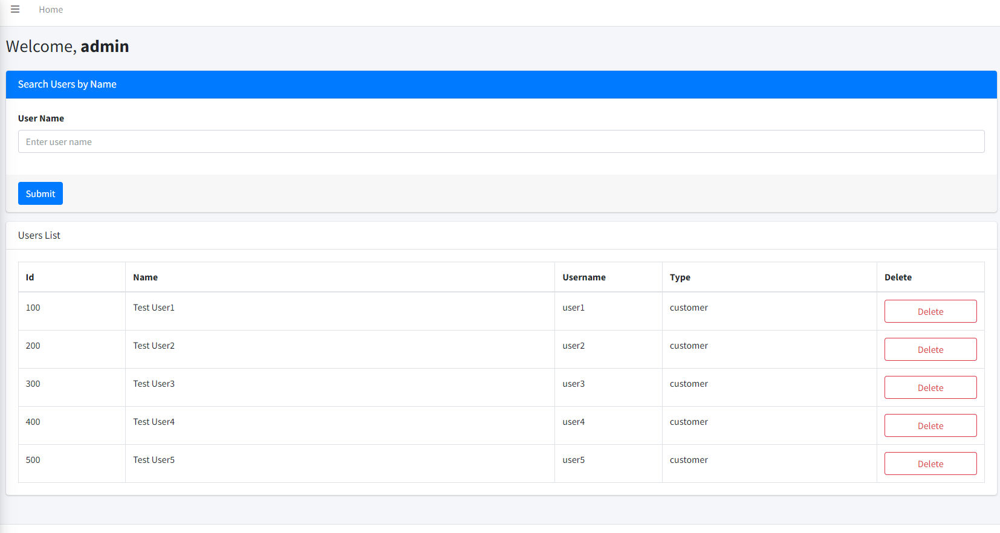 Home
Welcome, admin
Search Users by Name
User Name
Enter user name
Submit
Users List
Id Name Username Type Delete
100 Test User1 user1 customer Delete
200 Test User2 user2 customer Delete
300 Test User3 user3 customer Delete
400 Test User4 user4 customer Delete
500 Test User5 user5 customer Delete